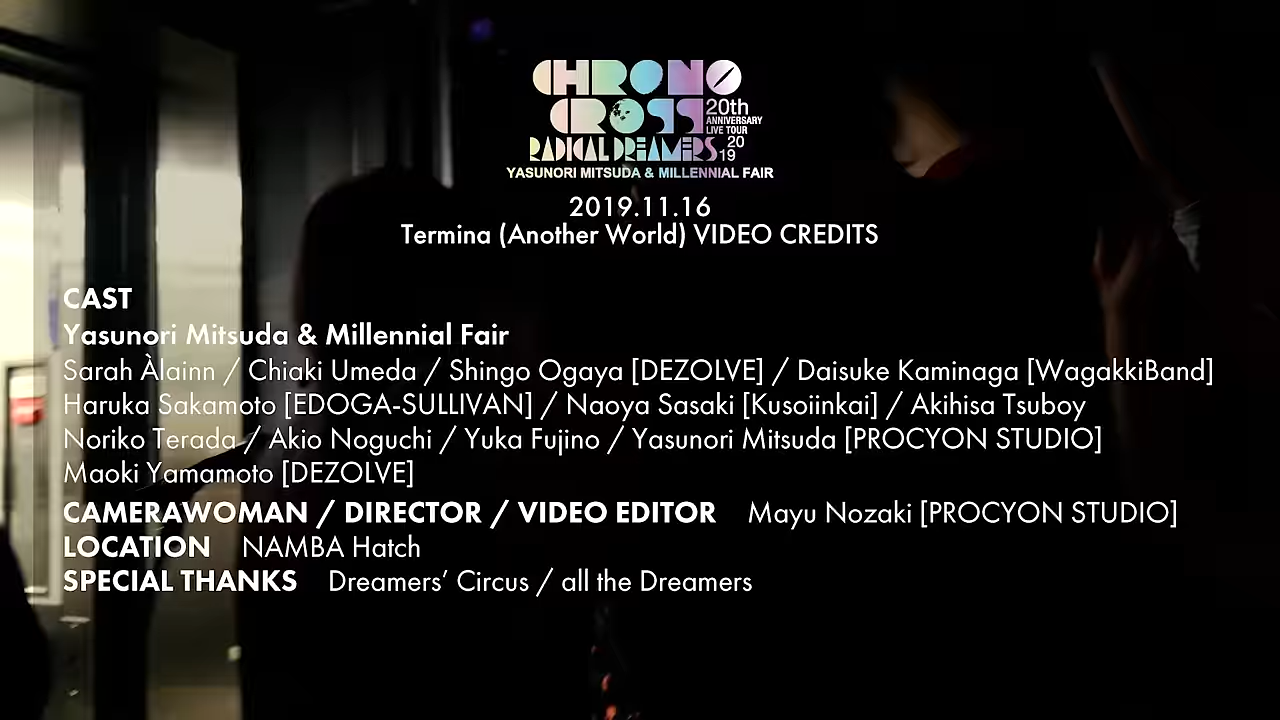 CHRONO
CROSS
20th
ANNIVERSARY
LIVE TOUR
RADICAL DREAMERS
20
19
YASUNORI MITSUDA & MILLENNIAL FAIR
2019.11.16
Termina (Another World) VIDEO CREDITS
CAST
Yasunori Mitsuda & Millennial Fair
Sarah Àlainn / Chiaki Umeda / Shingo Ogaya [DEZOLVE] / Daisuke Kaminaga [WagakkiBand]
Haruka Sakamoto [EDOGA-SULLIVAN] / Naoya Sasaki [Kusoiinkai] / Akihisa Tsuboy
Noriko Terada / Akio Noguchi / Yuka Fujino / Yasunori Mitsuda [PROCYON STUDIO]
Maoki Yamamoto [DEZOLVE]
CAMERAWOMAN / DIRECTOR / VIDEO EDITOR Mayu Nozaki [PROCYON STUDIO]
LOCATION NAMBA Hatch
SPECIAL THANKS Dreamers’ Circus / all the Dreamers